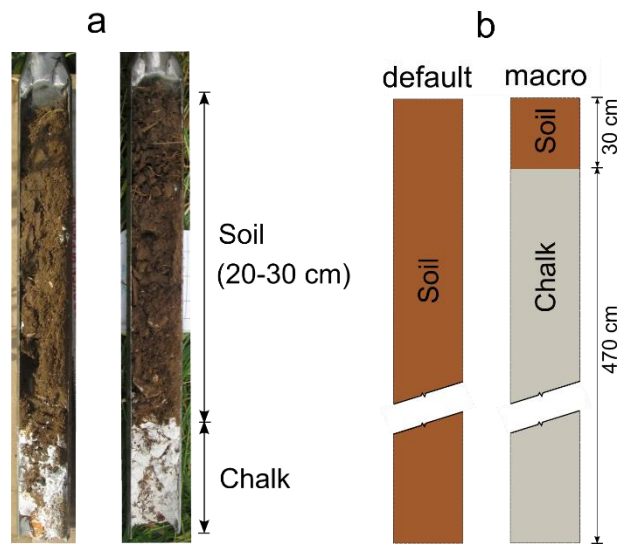 a
Soil
(20-30 cm)
Chalk
b
default
macro
Soil
Soil
Chalk
30 cm
470 cm